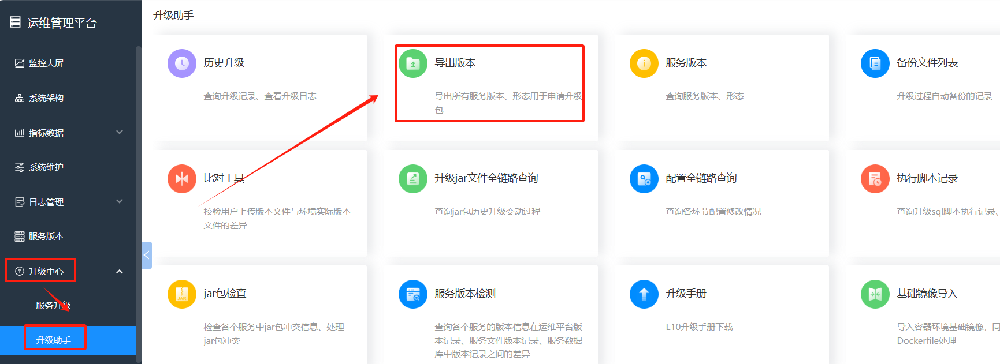 运维管理平台
监控大屏
系统架构
指标数据
系统维护
日志管理
服务版本
升级中心
服务升级
升级助手
升级助手
历史升级
查询升级记录、查看升级日志
导出版本
导出所有服务版本、形态用于申请升级
包
服务版本
查询服务版本、形态
备份文件列表
升级过程自动备份的记录
比对工具
校验用户上传版本文件与环境实际版本
文件的差异
升级jar文件全链路查询
查询jar包历史升级变动过程
配置全链路查询
查询各环节配置修改情况
执行脚本记录
查询升级sql脚本执行记录、
JAR
jar包检查
检查各个服务中jar包冲突信息、处理
jar包冲突
服务版本检测
查询各个服务的版本信息在运维平台版
本记录、服务文件版本记录、服务数据
库中版本记录之间的差异
升级手册
E10升级手册下载
基础镜像导入
导入容器环境基础镜像，同
Dockerfile处理